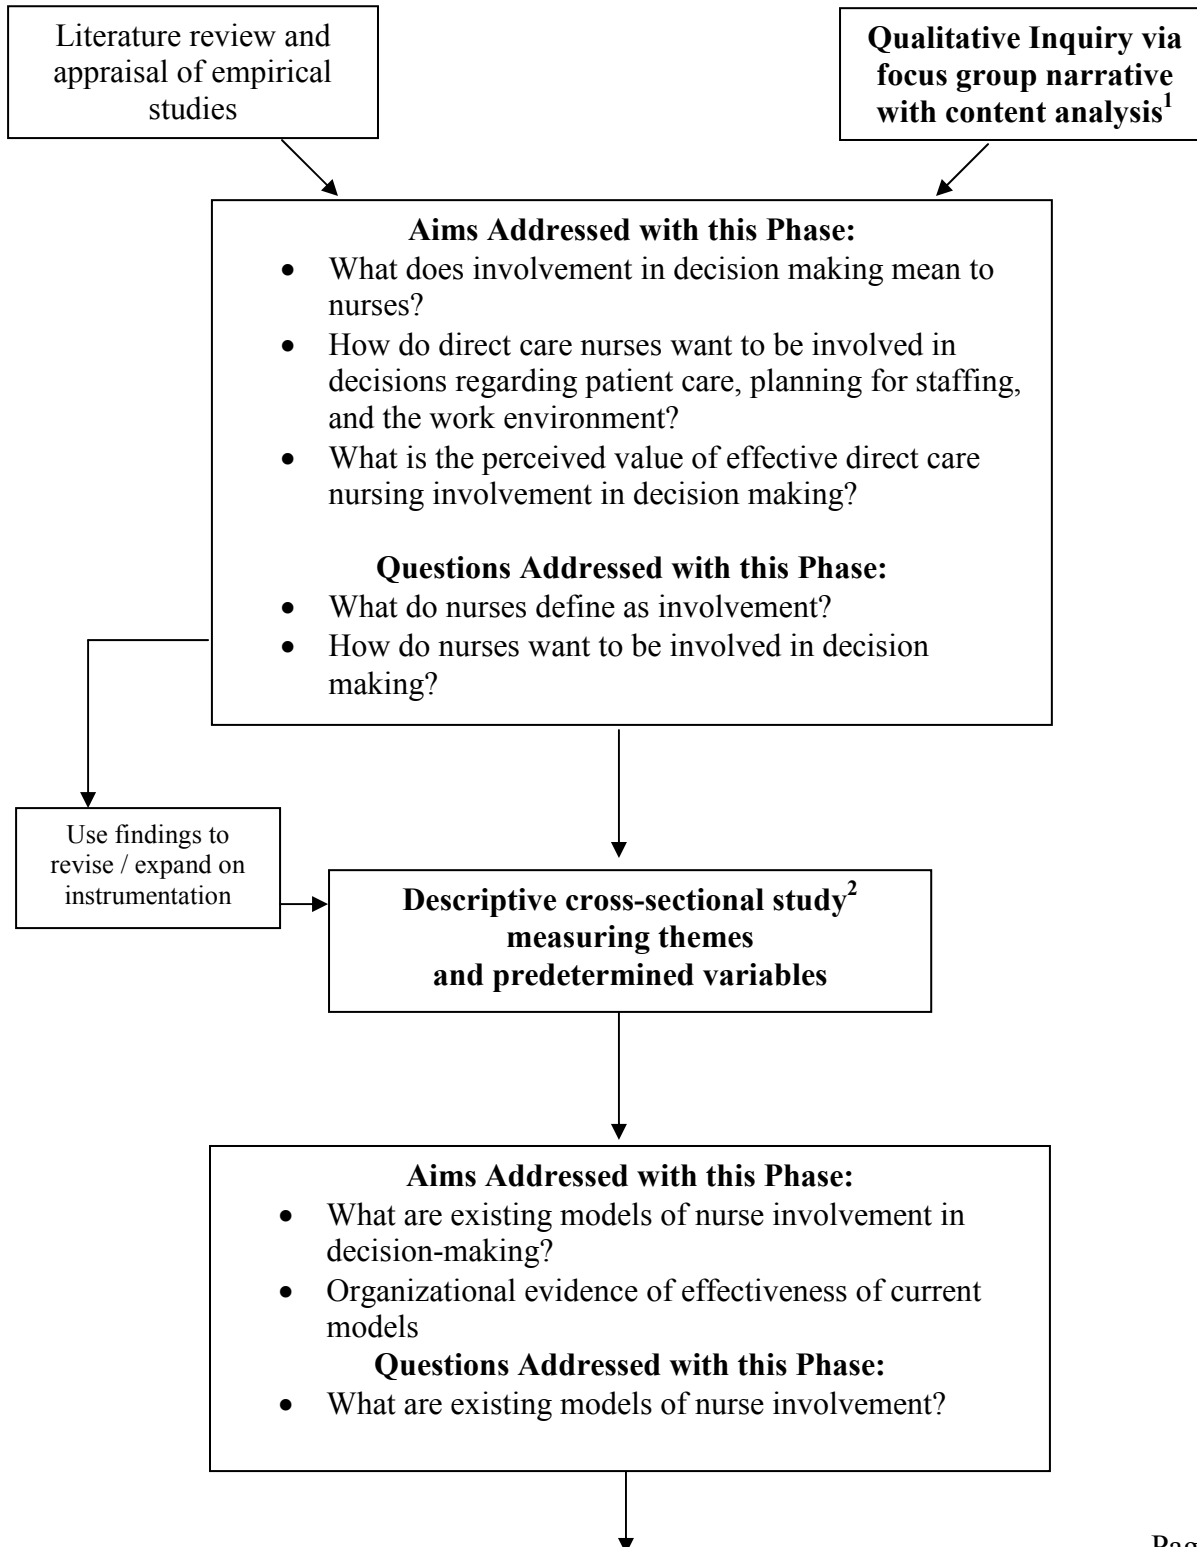 Literature review and
appraisal of empirical
studies
Qualitative Inquiry via
focus group narrative
with content analysis¹
Aims Addressed with this Phase:
• What does involvement in decision making mean to
nurses?
• How do direct care nurses want to be involved in
decisions regarding patient care, planning for staffing,
and the work environment?
• What is the perceived value of effective direct care
nursing involvement in decision making?
Questions Addressed with this Phase:
• What do nurses define as involvement?
• How do nurses want to be involved in decision
making?
Use findings to
revise / expand on
instrumentation
Descriptive cross-sectional study²
measuring themes
and predetermined variables
Aims Addressed with this Phase:
• What are existing models of nurse involvement in
decision-making?
• Organizational evidence of effectiveness of current
models
Questions Addressed with this Phase:
• What are existing models of nurse involvement?
Pag